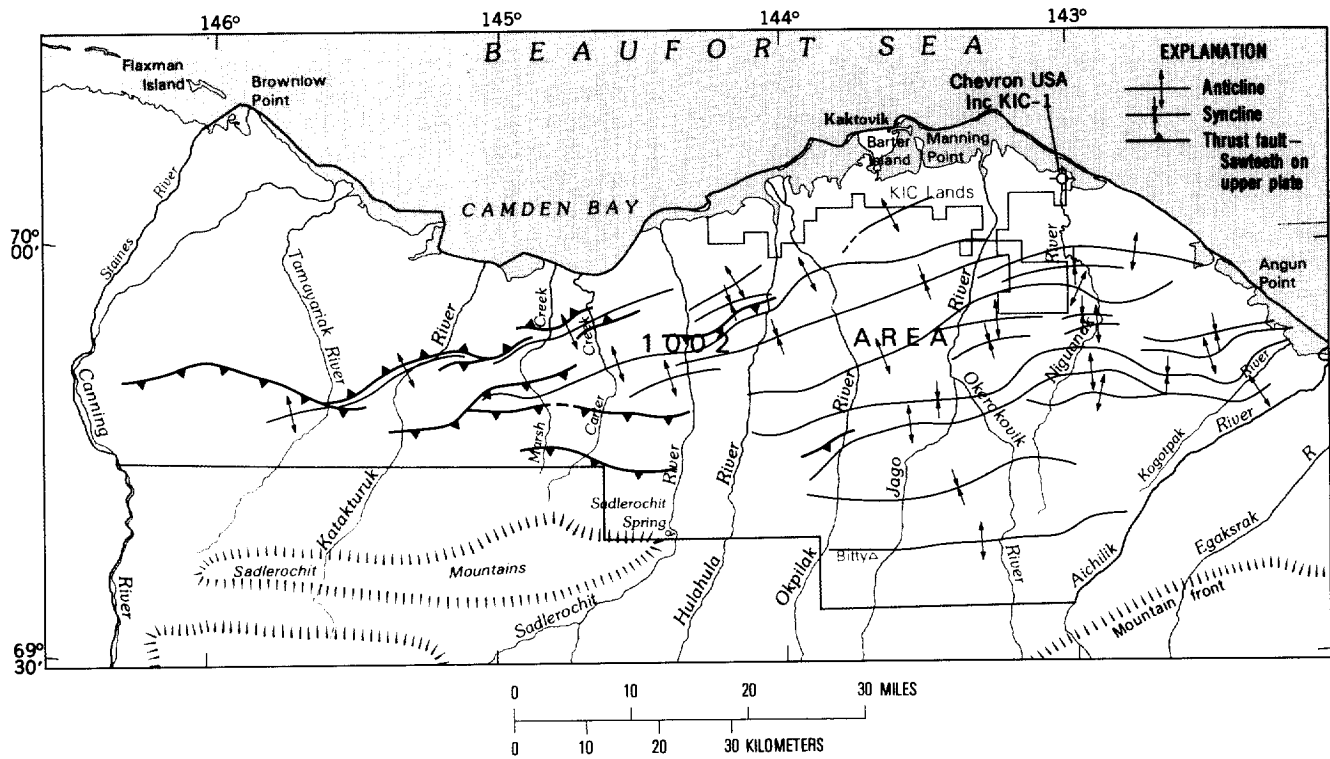 146°
145°
144°
143°
BEAUFORT SEA
EXPLANATION
Anticline
Syncline
Thrust fault—
Sawteeth on
upper plate
Flaxman
Island
Brownlow
Point
Chevron USA
Inc KIC-1
Kaktovik
Barter
Island
Manning
Point
KIC Lands
CAMDEN BAY
70°
00'
Angun
Point
Staines
River
Canning
River
Tamayariak River
Katakturuk
River
Marsh
Creek
Carter
Creek
1002 AREA
Sadlerochit
River
Hulahula
River
Okpilak
River
Jago
River
Okerokovik
River
Niguanak
River
Kogotpak
River
Aichilik
River
Egaksrak
R
Sadlerochit
Spring
Sadlerochit
Mountains
Bitty
Mountain front
69°
30'
0 10 20 30 MILES
0 10 20 30 KILOMETERS